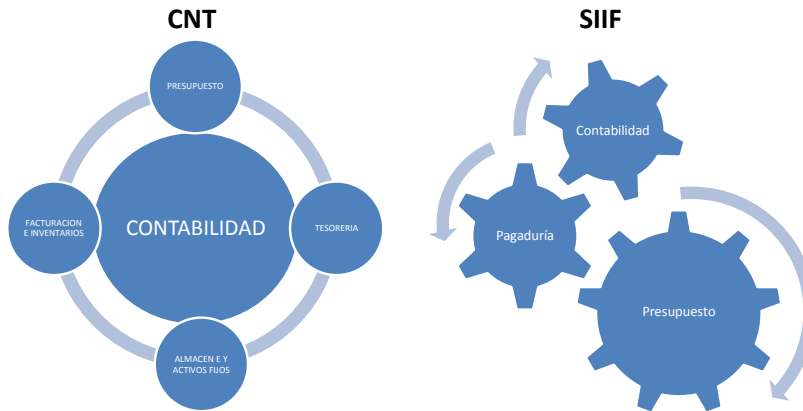 CNT
PRESUPUESTO
FACTURACION
E INVENTARIOS
CONTABILIDAD
TESORERIA
ALMACEN E Y
ACTIVOS FIJOS
SIIF
Contabilidad
Pagaduría
Presupuesto